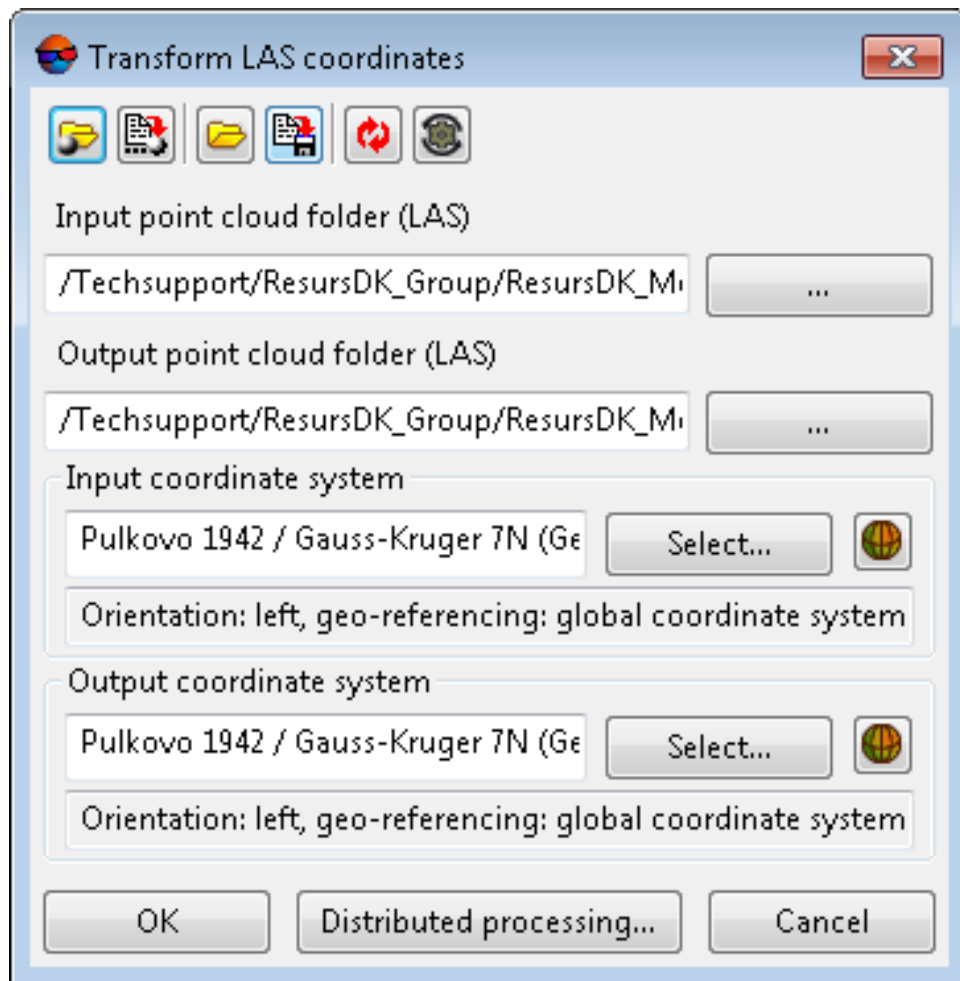 Transform LAS coordinates
Input point cloud folder (LAS)
/Techsupport/ResursDK_Group/ResursDK_M
...
Output point cloud folder (LAS)
/Techsupport/ResursDK_Group/ResursDK_M
...
Input coordinate system
Pulkovo 1942 / Gauss-Kruger 7N (Ge
Select...
Orientation: left, geo-referencing: global coordinate system
Output coordinate system
Pulkovo 1942 / Gauss-Kruger 7N (Ge
Select...
Orientation: left, geo-referencing: global coordinate system
OK
Distributed processing...
Cancel